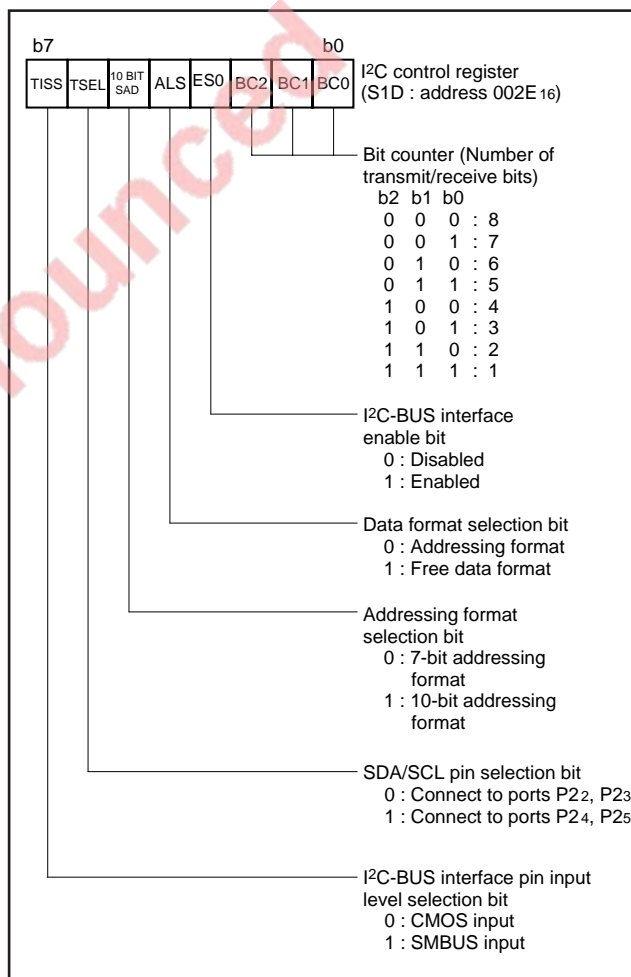 b7 b0
TISS TSEL 10 BIT SAD ALS ES0 BC2 BC1 BC0
I2C control register
(S1D : address 002E16)
Bit counter (Number of
transmit/receive bits)
b2 b1 b0
0 0 0 : 8
0 0 1 : 7
0 1 0 : 6
0 1 1 : 5
1 0 0 : 4
1 0 1 : 3
1 1 0 : 2
1 1 1 : 1
I2C-BUS interface
enable bit
0 : Disabled
1 : Enabled
Data format selection bit
0 : Addressing format
1 : Free data format
Addressing format
selection bit
0 : 7-bit addressing
format
1 : 10-bit addressing
format
SDA/SCL pin selection bit
0 : Connect to ports P22, P23
1 : Connect to ports P24, P25
I2C-BUS interface pin input
level selection bit
0 : CMOS input
1 : SMBUS input
ounced